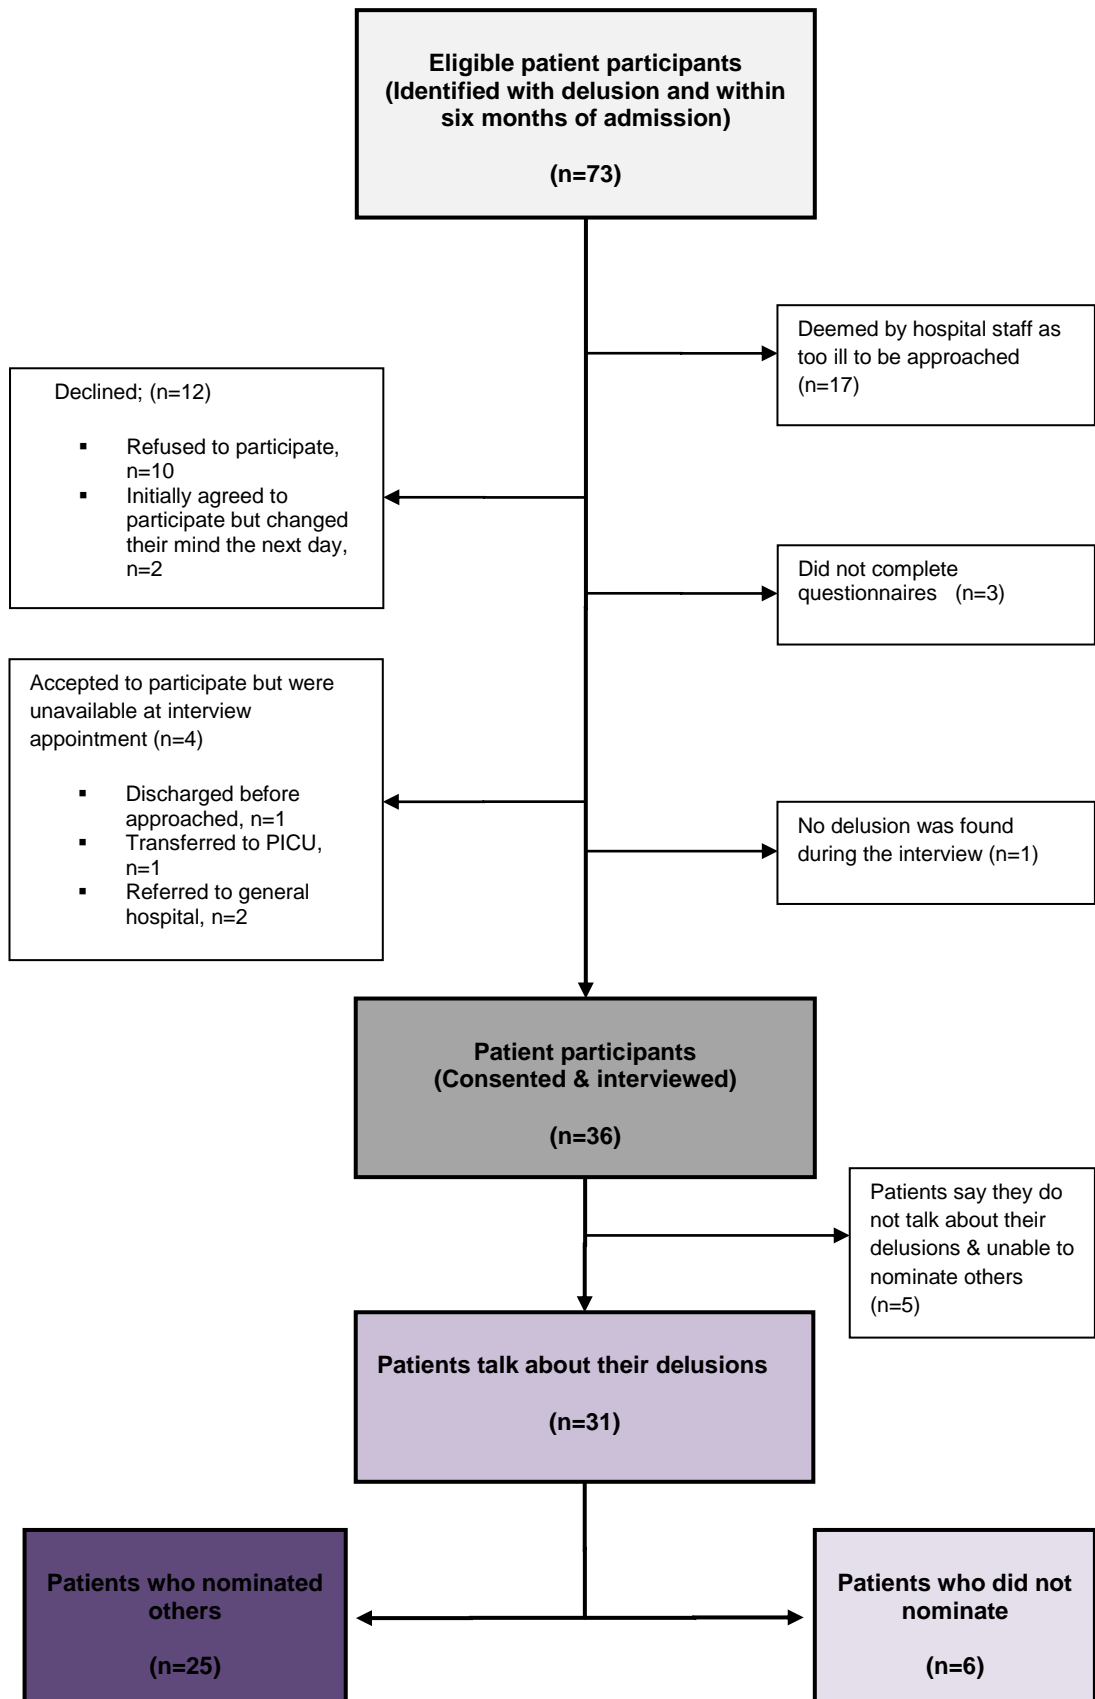 Eligible patient participants
(Identified with delusion and within
six months of admission)
(n=73)
Deemed by hospital staff as
too ill to be approached
(n=17)
Declined; (n=12)
▪ Refused to participate,
n=10
▪ Initially agreed to
participate but changed
their mind the next day,
n=2
Did not complete
questionnaires (n=3)
Accepted to participate but were
unavailable at interview
appointment (n=4)
▪ Discharged before
approached, n=1
▪ Transferred to PICU,
n=1
▪ Referred to general
hospital, n=2
No delusion was found
during the interview (n=1)
Patient participants
(Consented & interviewed)
(n=36)
Patients say they do
not talk about their
delusions & unable to
nominate others
(n=5)
Patients talk about their delusions
(n=31)
Patients who nominated
others
(n=25)
Patients who did not
nominate
(n=6)